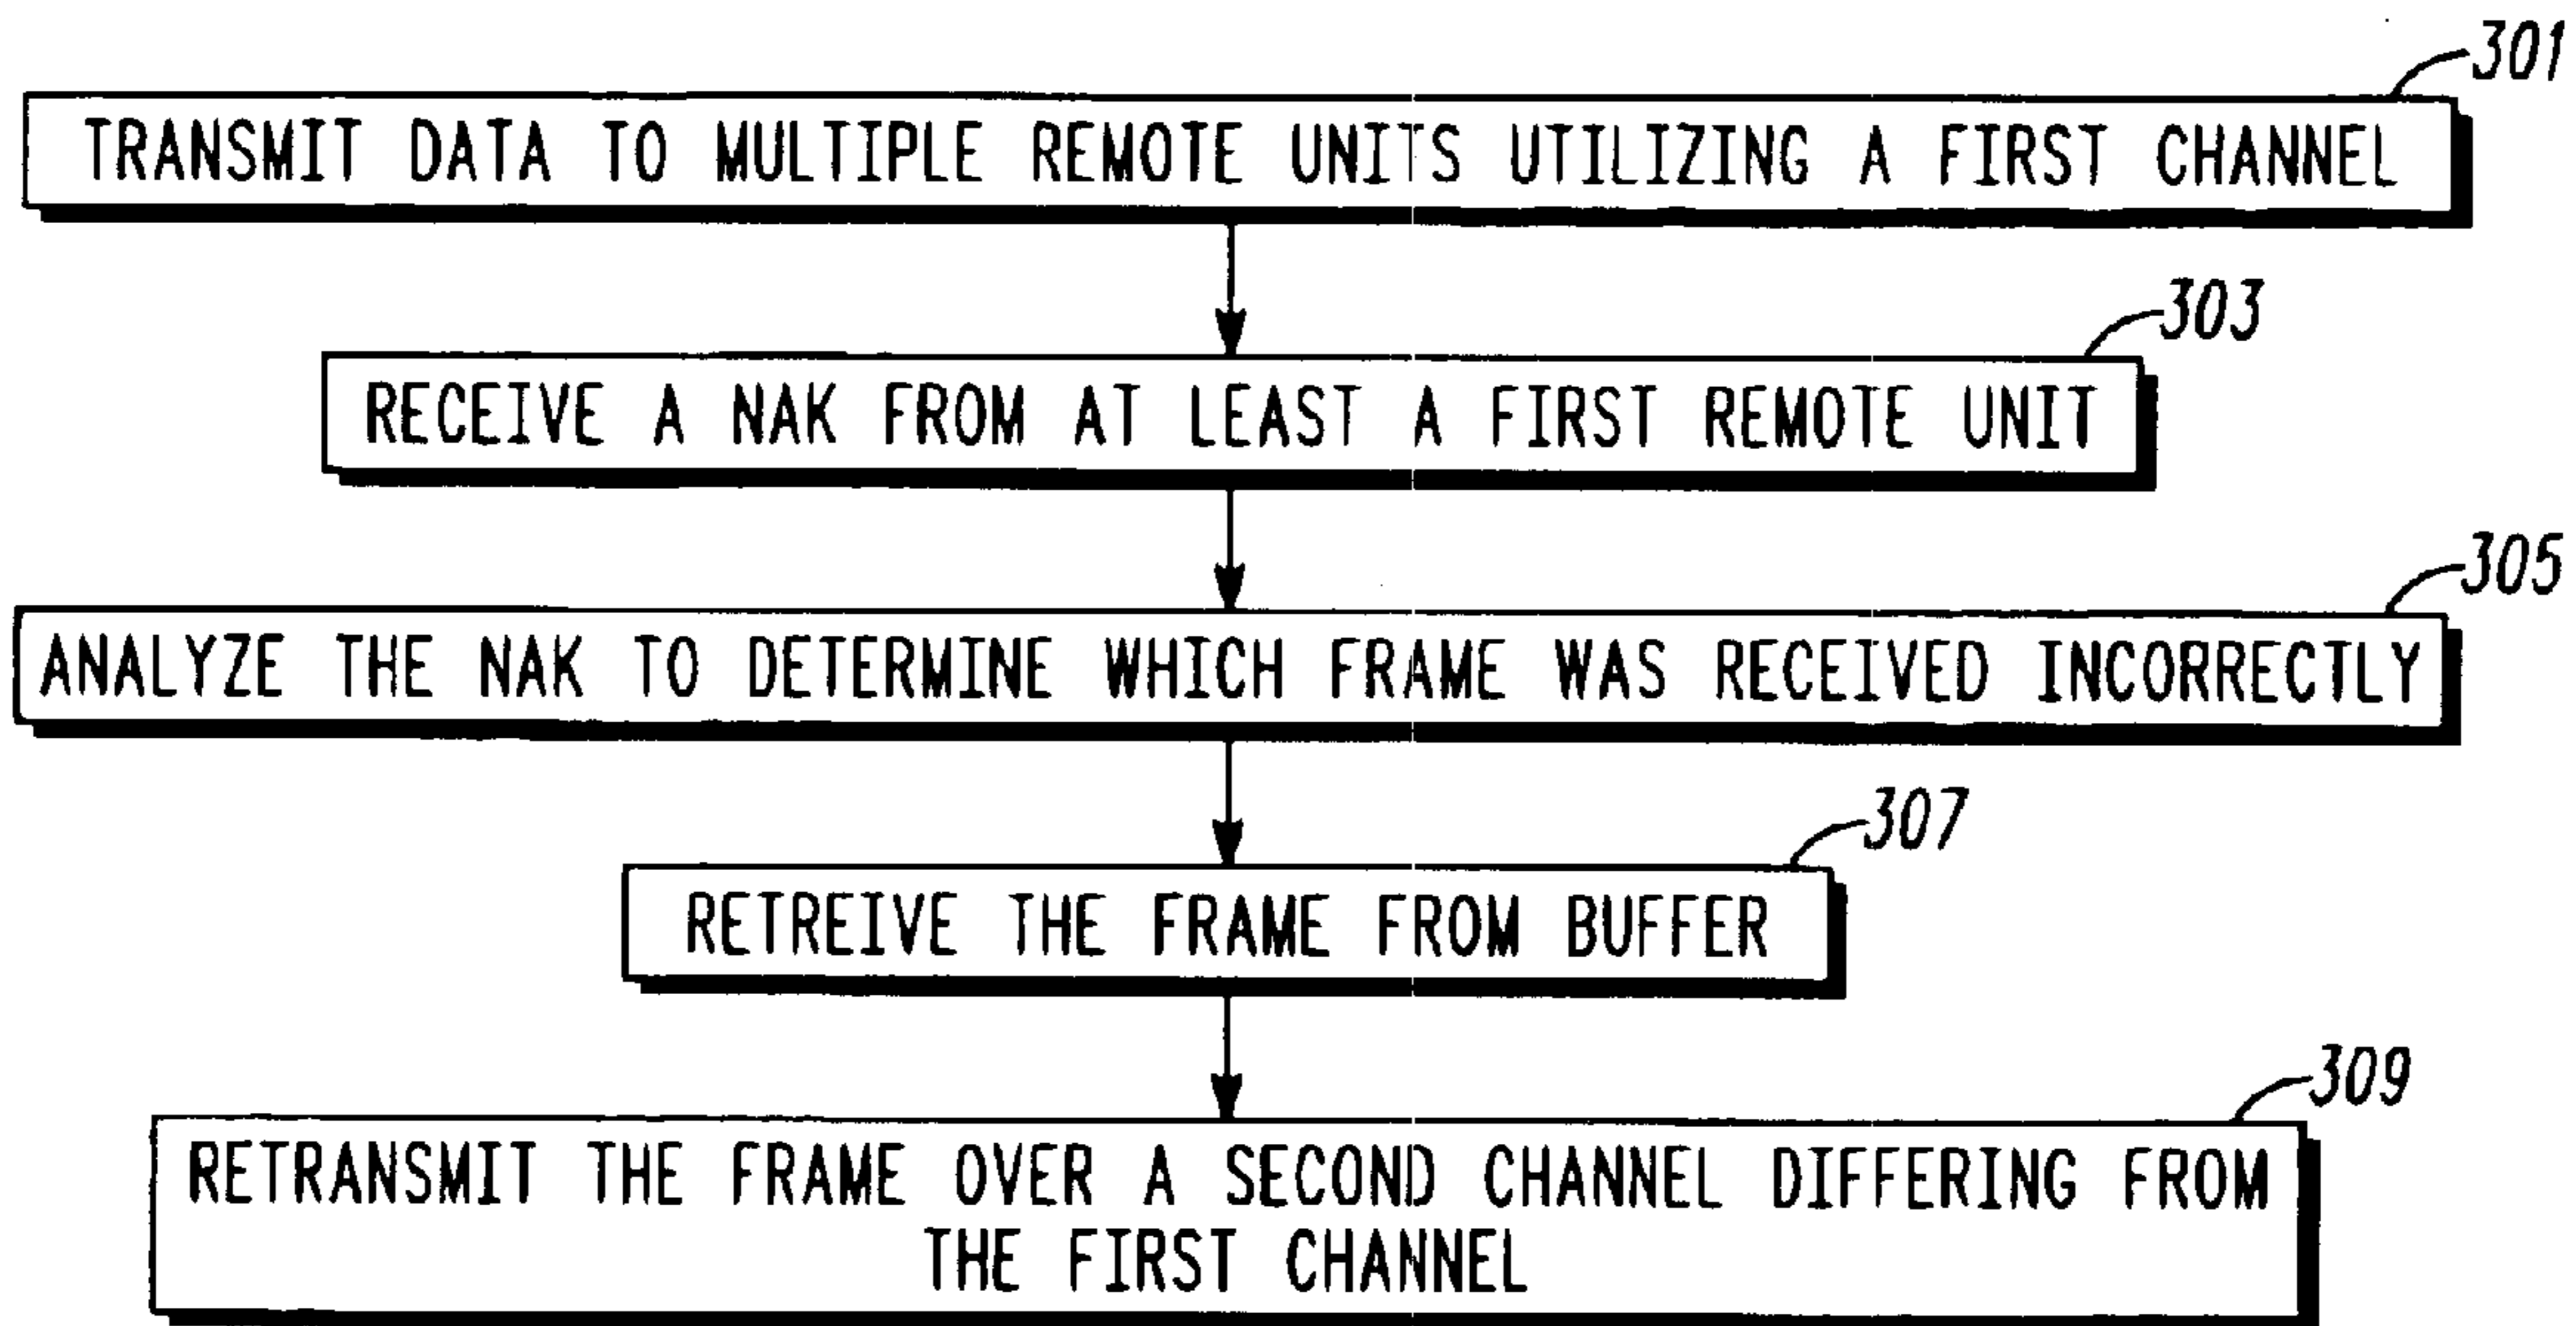 301
TRANSMIT DATA TO MULTIPLE REMOTE UNITS UTILIZING A FIRST CHANNEL
303
RECEIVE A NAK FROM AT LEAST A FIRST REMOTE UNIT
305
ANALYZE THE NAK TO DETERMINE WHICH FRAME WAS RECEIVED INCORRECTLY
307
RETREIVE THE FRAME FROM BUFFER
309
RETRANSMIT THE FRAME OVER A SECOND CHANNEL DIFFERING FROM
THE FIRST CHANNEL